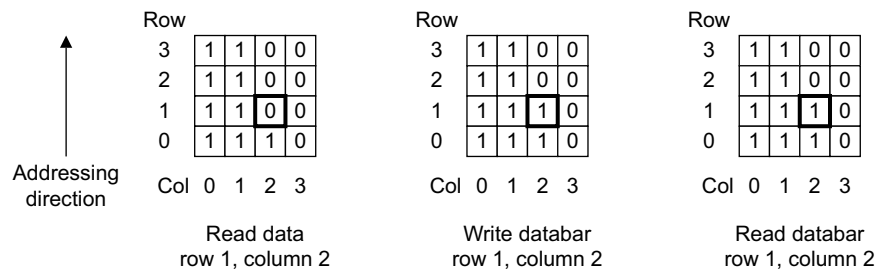 Row Row Row
3 1 1 0 0 3 1 1 0 0 3 1 1 0 0
2 1 1 0 0 2 1 1 0 0 2 1 1 0 0
1 1 1 0 0 1 1 1 1 0 1 1 1 1 0
0 1 1 1 0 0 1 1 1 0 0 1 1 1 0
Addressing
direction
Col 0 1 2 3 Col 0 1 2 3 Col 0 1 2 3
Read data
row 1, column 2
Write databar
row 1, column 2
Read databar
row 1, column 2